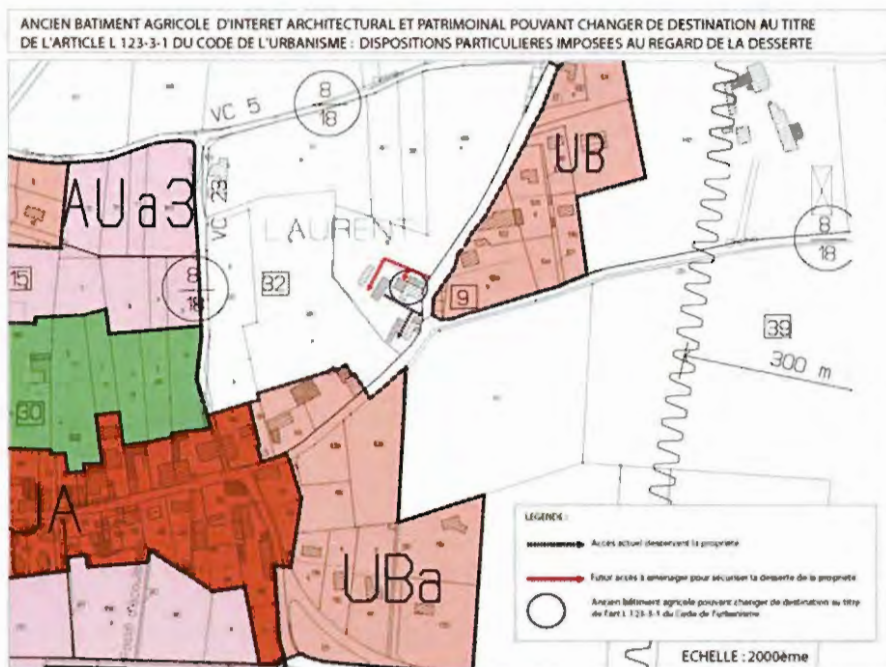 ANCIEN BATIMENT AGRICOLE D'INTERET ARCHITECTURAL ET PATRIMOINAL POUVANT CHANGER DE DESTINATION AU TITRE
DE L'ARTICLE L 123-3-1 DU CODE DE L'URBANISME : DISPOSITIONS PARTICULIERES IMPOSEES AU REGARD DE LA DESSERTE
VC 5
8
18
UB
AUa3
VC 23
LAURENT
8
18
15
8
18
32
9
39
300 m
30
UA
UBa
LEGENDE :
Accès actuel desservant la propriété
Futur accès à aménager pour sécuriser la desserte de la propriété
Ancien bâtiment agricole pouvant changer de destination au titre
de l'art L 123-3-1 du Code de l'urbanisme
ECHELLE : 2000ème